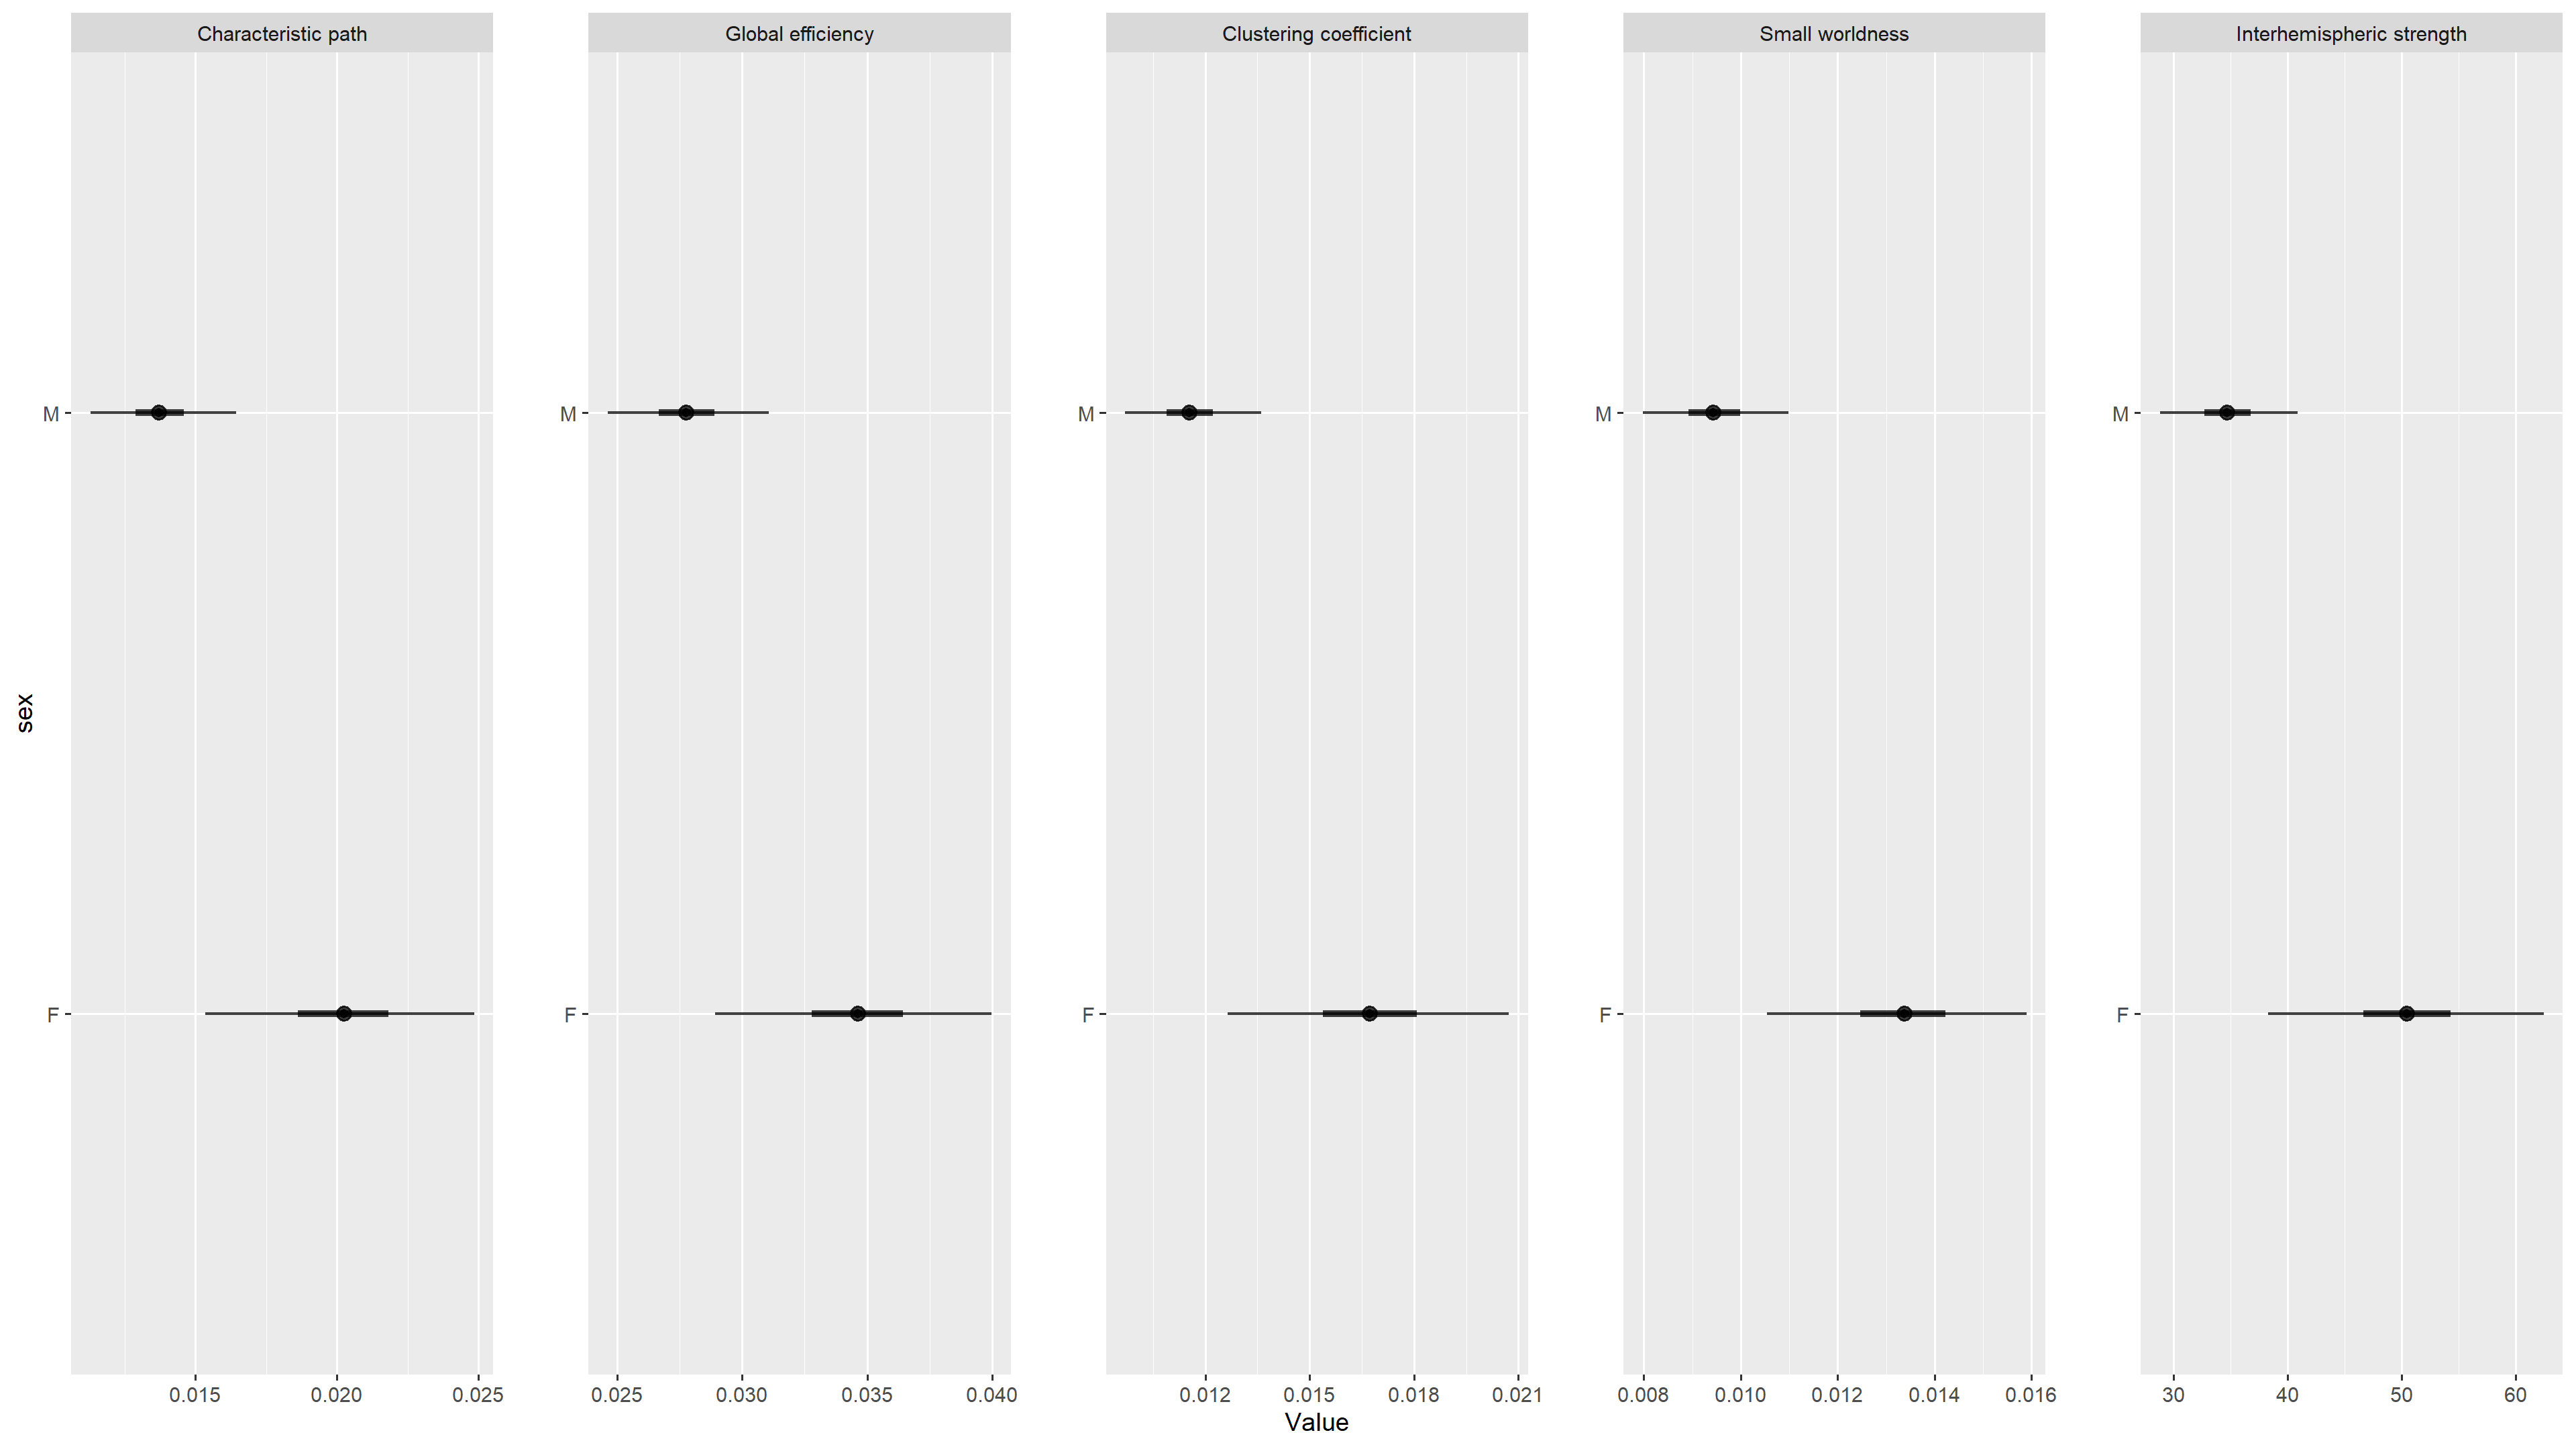 Characteristic path
Global efficiency
Clustering coefficient
Small worldness
Interhemispheric strength
sex
M
M
M
M
M
F
F
F
F
F
0.015 0.020 0.025
0.025 0.030 0.035 0.040
0.012 0.015 0.018 0.021
0.008 0.010 0.012 0.014 0.016
30 40 50 60
Value